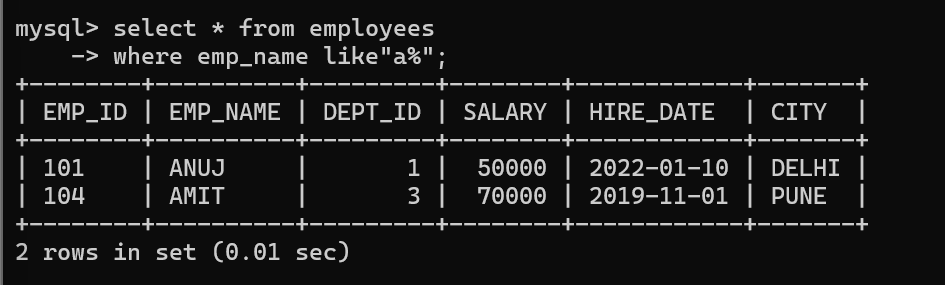 mysql> select * from employees
    -> where emp_name like"a%";
+--------+----------+---------+--------+------------+-------+
| EMP_ID | EMP_NAME | DEPT_ID | SALARY | HIRE_DATE  | CITY  |
+--------+----------+---------+--------+------------+-------+
| 101    | ANUJ     |       1 |  50000 | 2022-01-10 | DELHI |
| 104    | AMIT     |       3 |  70000 | 2019-11-01 | PUNE  |
+--------+----------+---------+--------+------------+-------+
2 rows in set (0.01 sec)